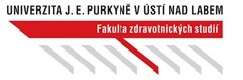 UNIVERZITA J. E. PURKYNĚ V ÚSTÍ NAD LABEM
Fakulta zdravotnických studií